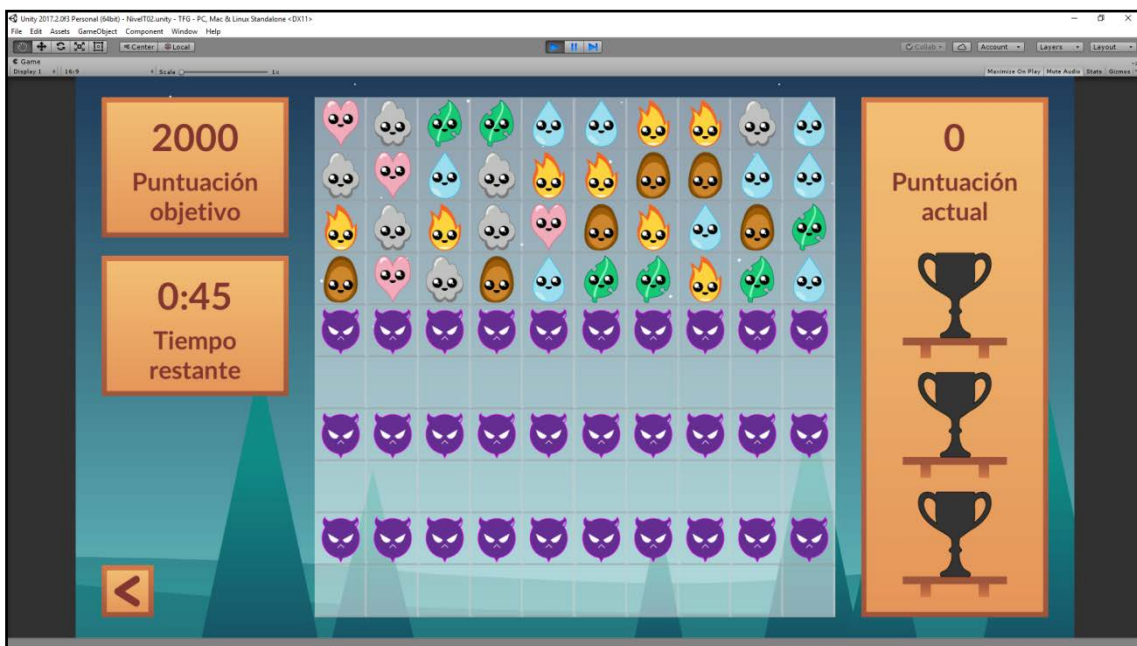 Unity 2017.2.0f3 Personal (64bit) - NivelT02.unity - TFG - PC, Mac & Linux Standalone <DX11>
File Edit Assets GameObject Component Window Help
Center Local Collab Account Layers Layout
Game
Display 1 16:9 Scale 1x Maximize On Play Mute Audio Stats Gizmos
2000
Puntuación
objetivo
0:45
Tiempo
restante
<
0
Puntuación
actual